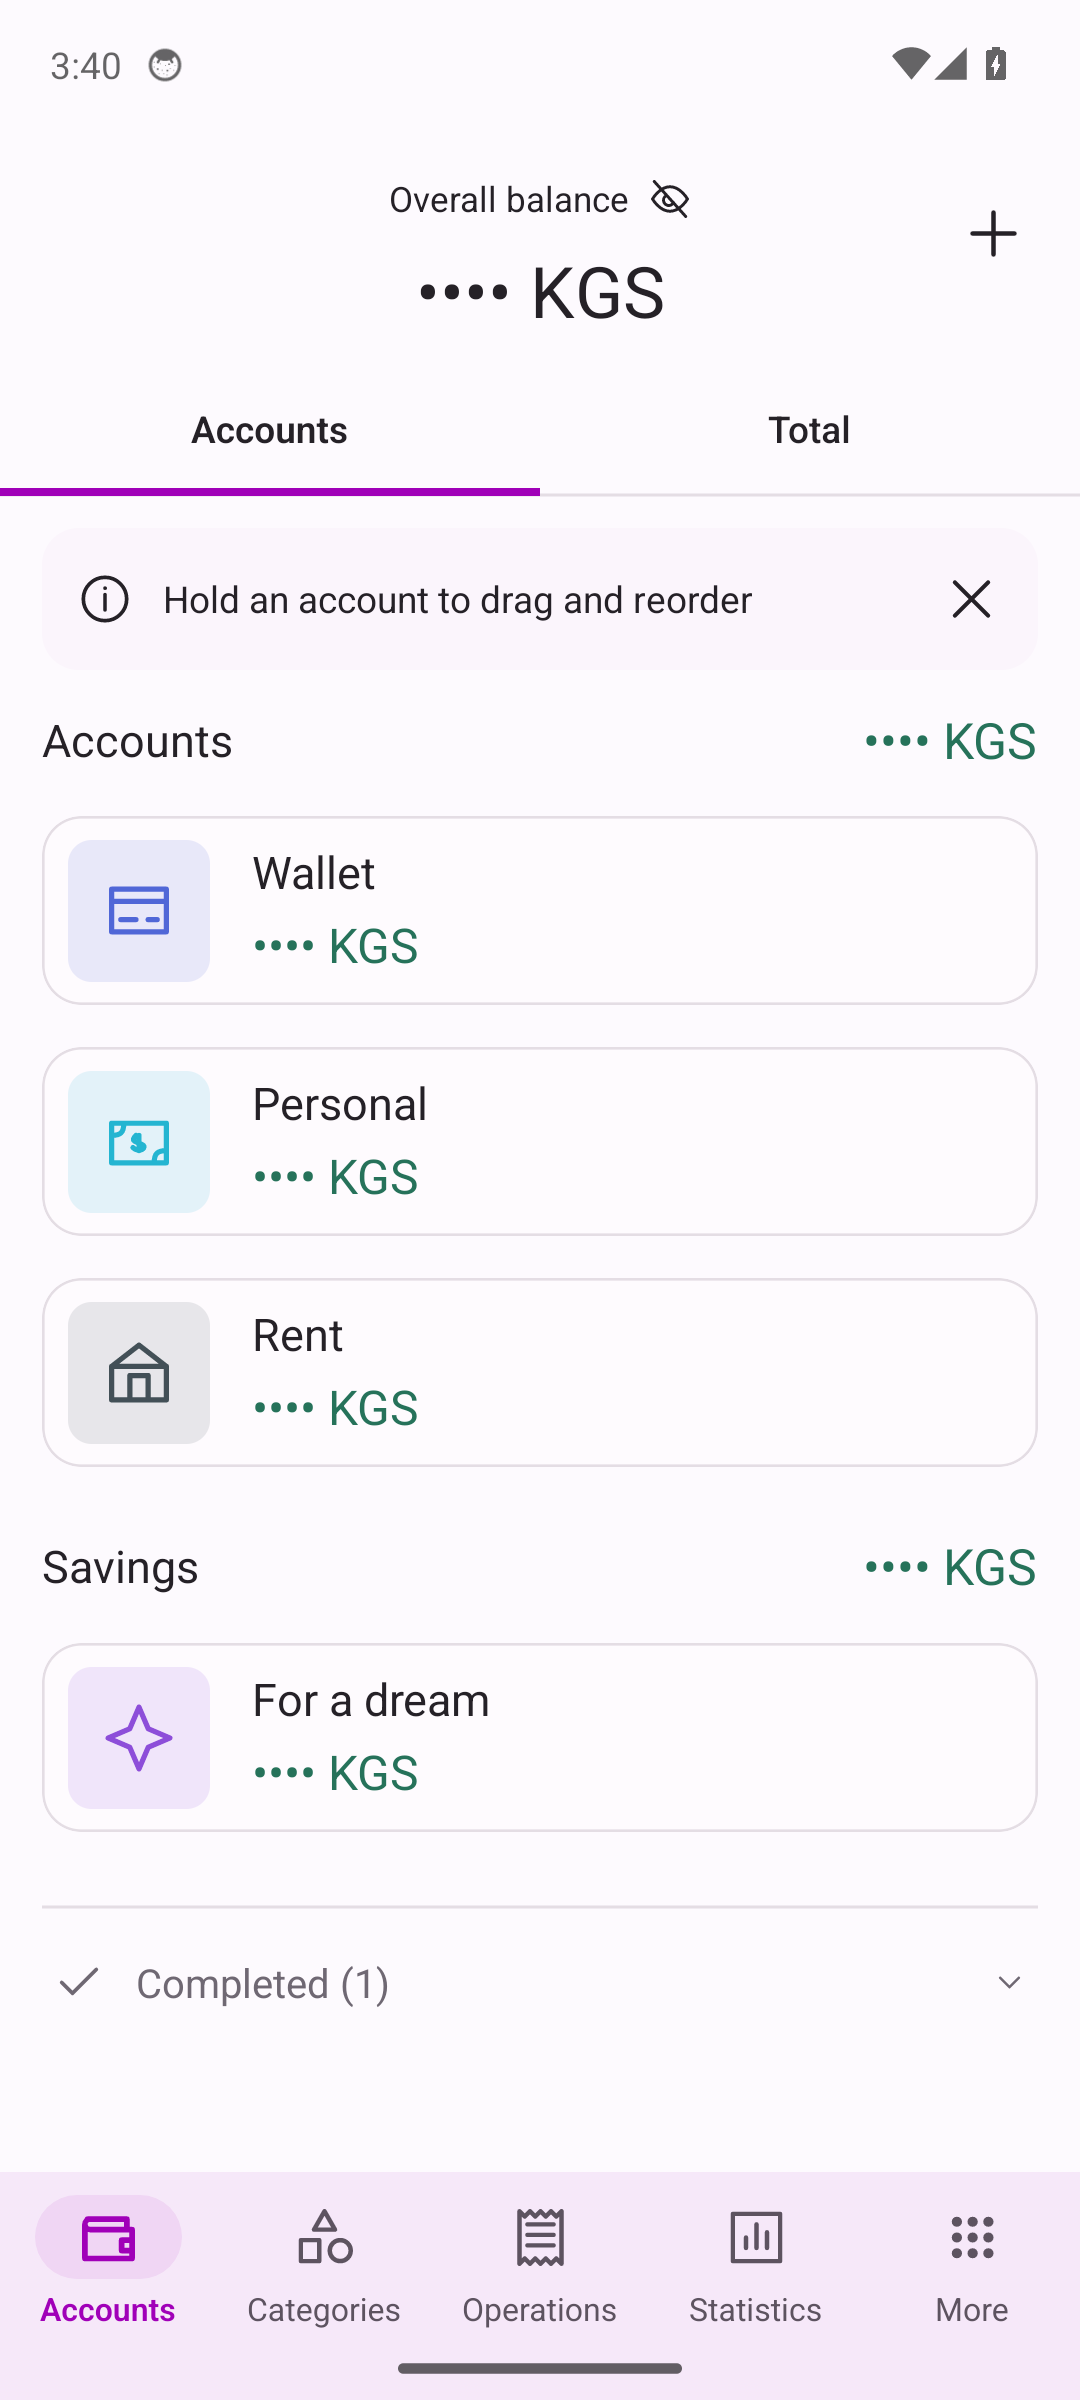 3:40
Overall balance
•••• KGS
Accounts
Total
Hold an account to drag and reorder
Accounts
•••• KGS
Wallet
•••• KGS
Personal
•••• KGS
Rent
•••• KGS
Savings
•••• KGS
For a dream
•••• KGS
Completed (1)
Accounts
Categories
Operations
Statistics
More